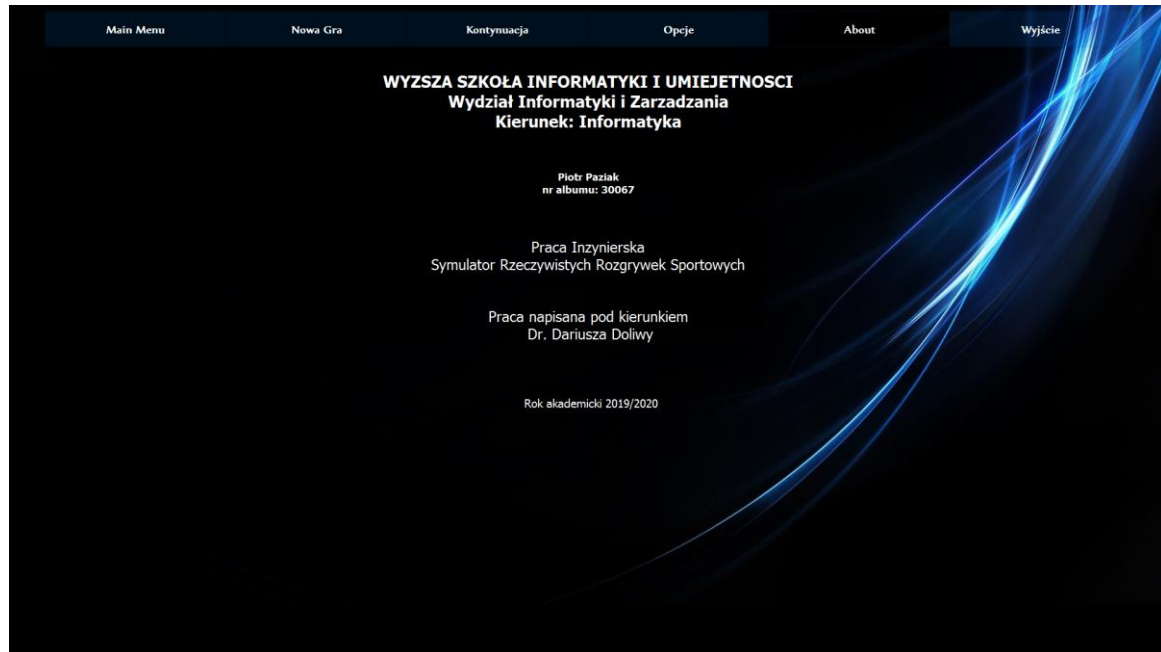 Main Menu Nowa Gra Kontynuacja Opcje About Wyjście
WYZSZA SZKOŁA INFORMATYKI I UMIEJETNOSCI
Wydział Informatyki i Zarzadzania
Kierunek: Informatyka
Piotr Paziak
nr albumu: 30067
Praca Inzynierska
Symulator Rzeczywistych Rozgrywek Sportowych
Praca napisana pod kierunkiem
Dr. Dariusza Doliwy
Rok akademicki 2019/2020